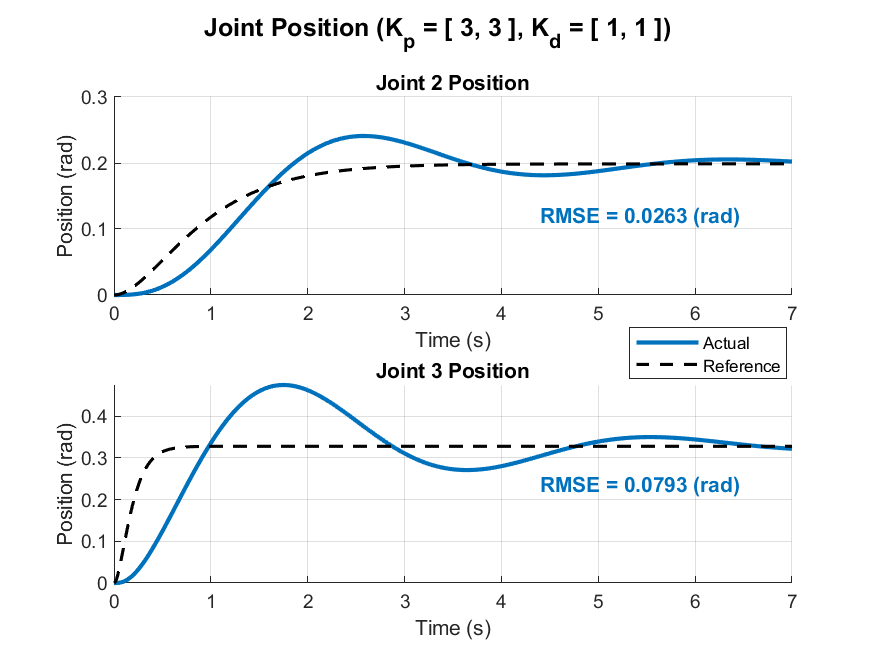 Joint Position (Kp = [ 3, 3 ], Kd = [ 1, 1 ])
Joint 2 Position
0.3
0.2
0.1
0
Position (rad)
RMSE = 0.0263 (rad)
0 1 2 3 4 5 6 7
Time (s)
Actual
Reference
Joint 3 Position
0.4
0.3
0.2
0.1
0
Position (rad)
RMSE = 0.0793 (rad)
0 1 2 3 4 5 6 7
Time (s)